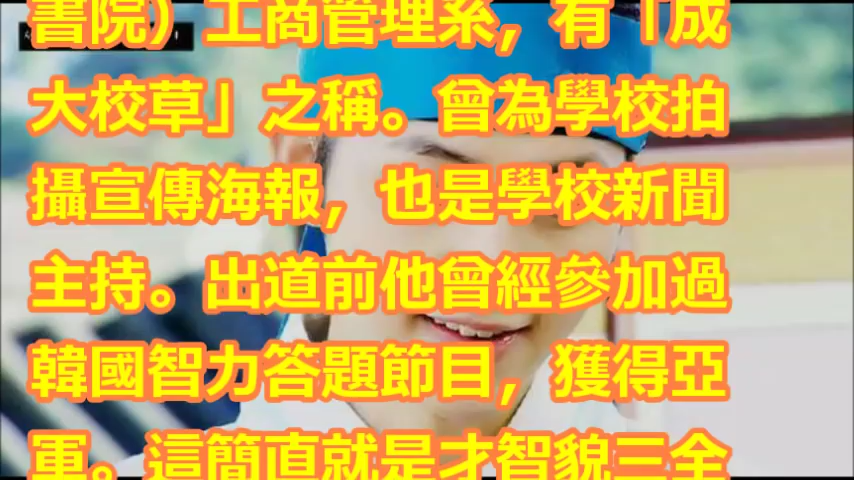 書院）工商管理系，有「成
大校草」之稱。曾為學校拍
攝宣傳海報，也是學校新聞
主持。出道前他曾經參加過
韓國智力答題節目，獲得亞
軍。這簡直就是才智貌三全